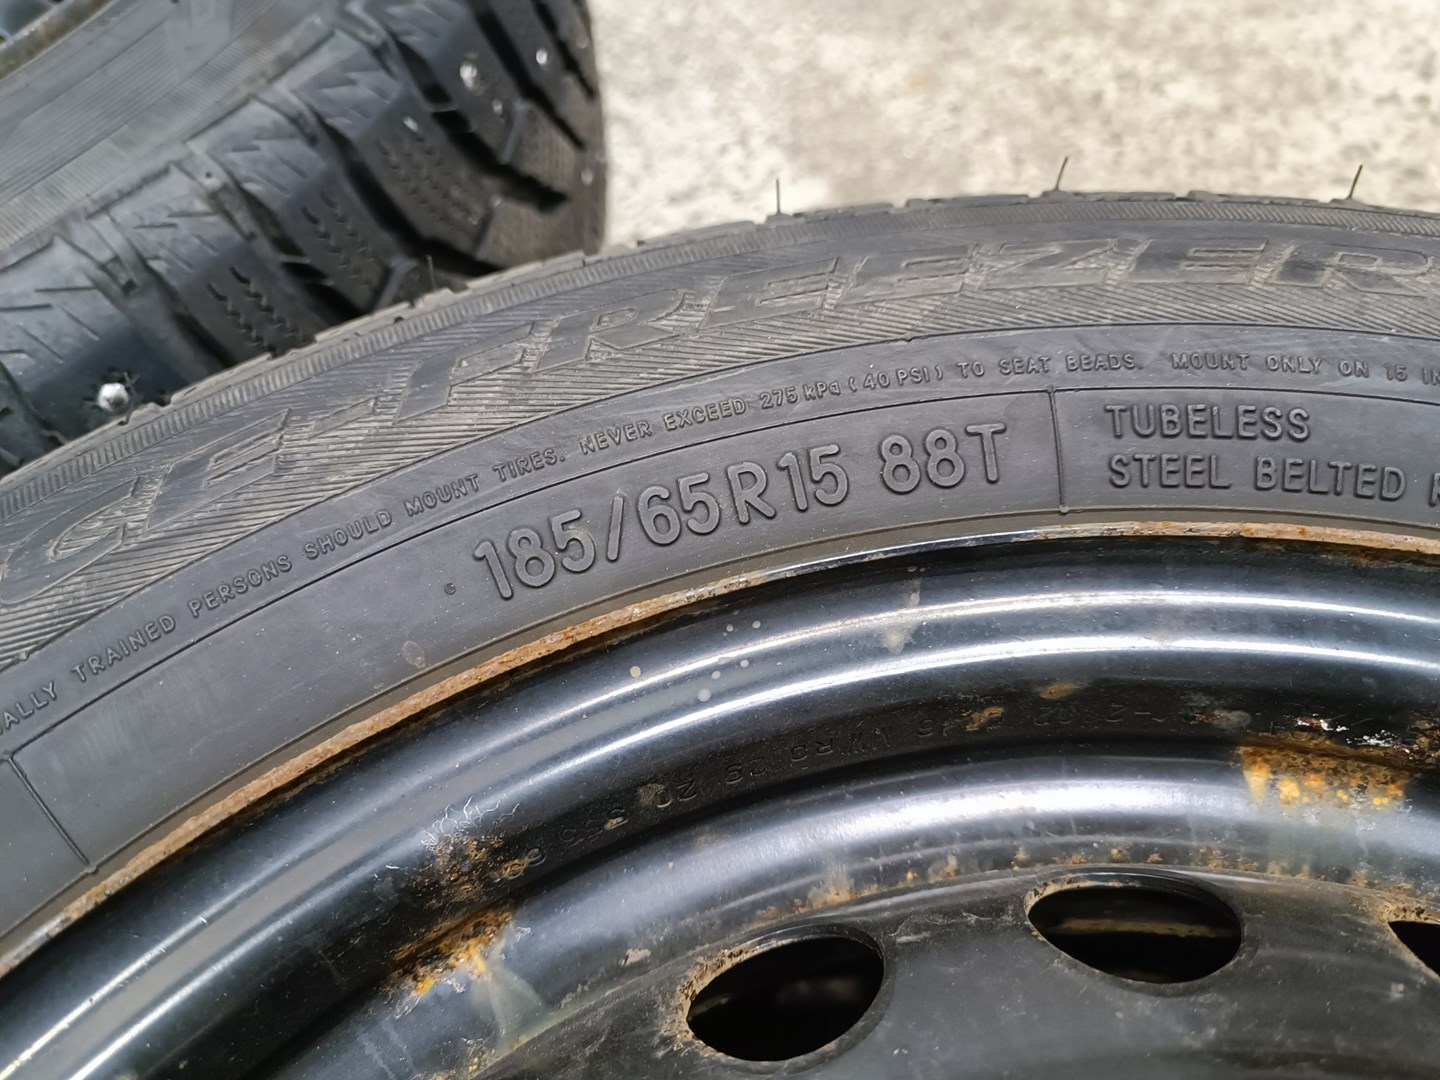 ICE-FREEZER
ALLY TRAINED PERSONS SHOULD MOUNT TIRES. NEVER EXCEED 275 kPa (40 PSI) TO SEAT BEADS. MOUNT ONLY ON 15 IN
185/65R15 88T
TUBELESS
STEEL BELTED